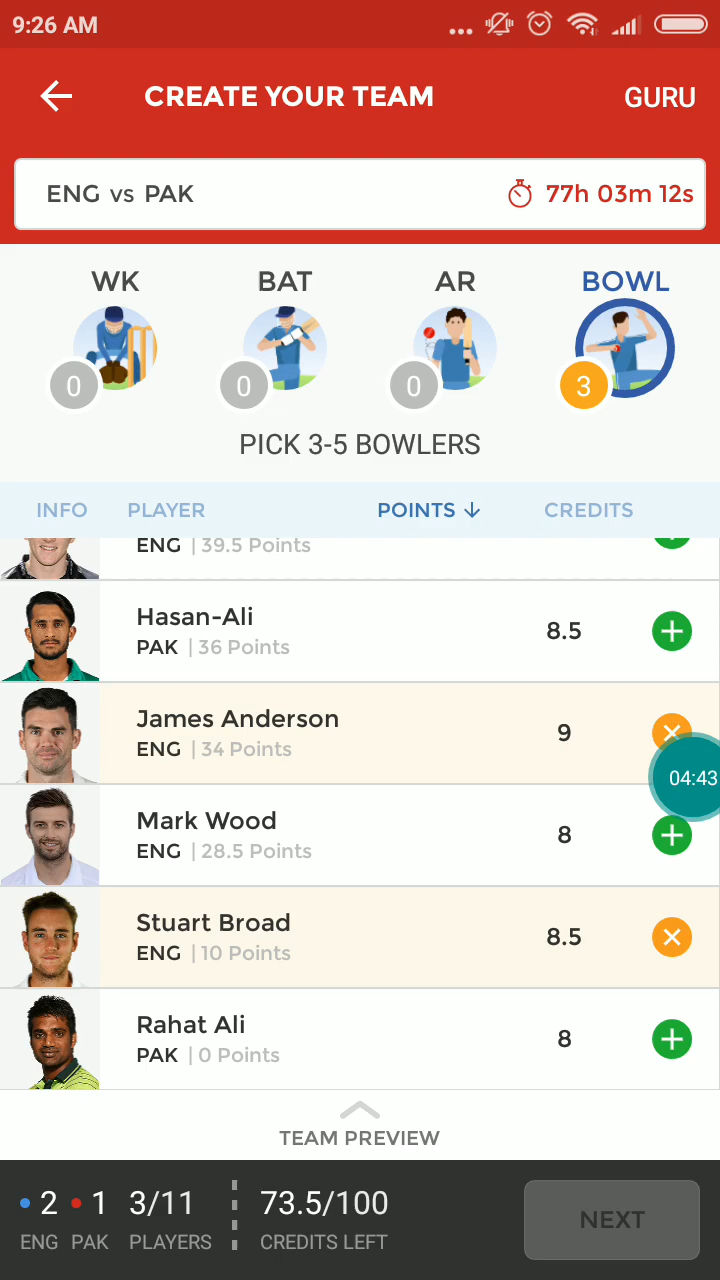 9:26 AM
CREATE YOUR TEAM
GURU
ENG vs PAK
77h 03m 12s
WK
BAT
AR
BOWL
0
0
0
3
PICK 3-5 BOWLERS
INFO
PLAYER
POINTS
CREDITS
ENG | 39.5 Points
Hasan-Ali
PAK | 36 Points
8.5
James Anderson
ENG | 34 Points
9
04:43
Mark Wood
ENG | 28.5 Points
8
Stuart Broad
ENG | 10 Points
8.5
Rahat Ali
PAK | 0 Points
8
TEAM PREVIEW
2
1
3/11
73.5/100
ENG
PAK
PLAYERS
CREDITS LEFT
NEXT